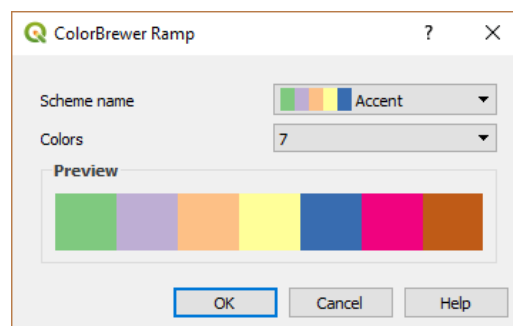 ColorBrewer Ramp ?
Scheme name Accent
Colors 7
Preview
OK Cancel Help